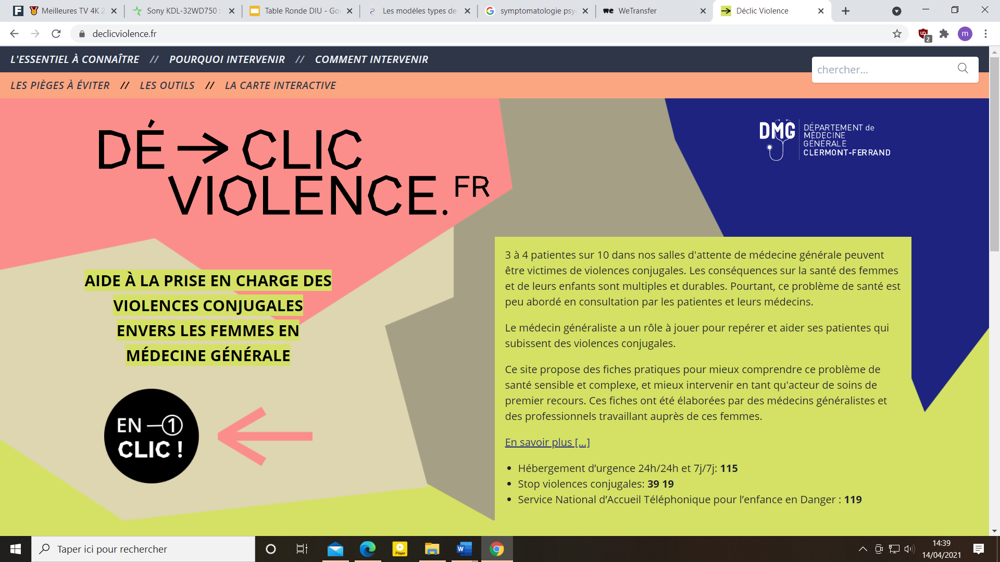 Meilleures TV 4K 2
Sony KDL-32WD750 :
Table Ronde DIU - Goo
Les modèles types de
symptomatologie psy
WeTransfer
Déclic Violence
declicviolence.fr
2
m
L'ESSENTIEL À CONNAÎTRE // POURQUOI INTERVENIR // COMMENT INTERVENIR
chercher...
LES PIÈGES À ÉVITER // LES OUTILS // LA CARTE INTERACTIVE
DÉ → CLIC
VIOLENCE.FR
DMG
DÉPARTEMENT de
MÉDECINE
GÉNÉRALE
CLERMONT-FERRAND
AIDE À LA PRISE EN CHARGE DES
VIOLENCES CONJUGALES
ENVERS LES FEMMES EN
MÉDECINE GÉNÉRALE
EN —1
CLIC !
3 à 4 patientes sur 10 dans nos salles d'attente de médecine générale peuvent
être victimes de violences conjugales. Les conséquences sur la santé des femmes
et de leurs enfants sont multiples et durables. Pourtant, ce problème de santé est
peu abordé en consultation par les patientes et leurs médecins.
Le médecin généraliste a un rôle à jouer pour repérer et aider ses patientes qui
subissent des violences conjugales.
Ce site propose des fiches pratiques pour mieux comprendre ce problème de
santé sensible et complexe, et mieux intervenir en tant qu'acteur de soins de
premier recours. Ces fiches ont été élaborées par des médecins généralistes et
des professionnels travaillant auprès de ces femmes.
En savoir plus [...]
• Hébergement d’urgence 24h/24h et 7j/7j: 115
• Stop violences conjugales: 39 19
• Service National d’Accueil Téléphonique pour l’enfance en Danger : 119
Taper ici pour rechercher
Player
14:39
14/04/2021